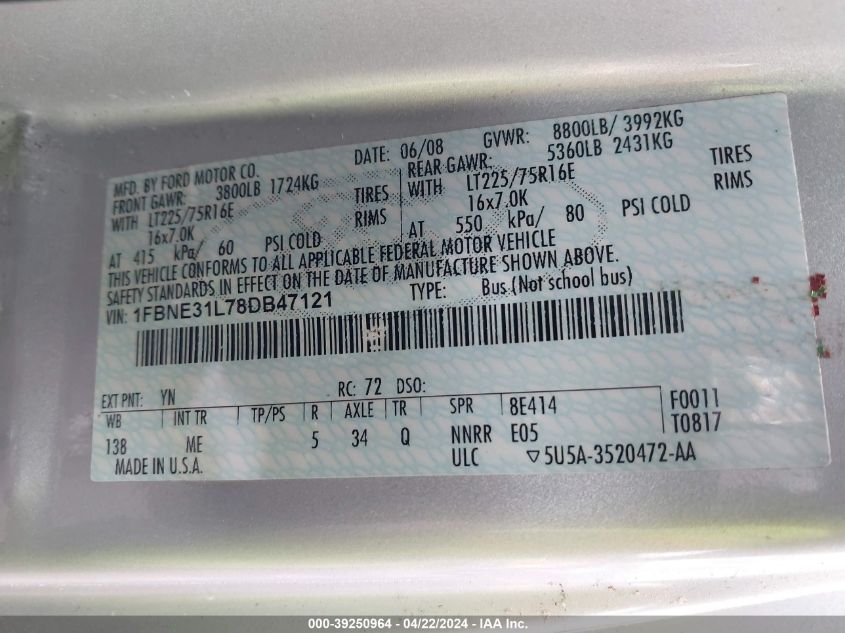 MFD. BY FORD MOTOR CO. DATE: 06/08 GVWR: 8800LB/ 3992KG
FRONT GAWR: 3800LB 1724KG REAR GAWR: 5360LB 2431KG
WITH LT225/75R16E TIRES WITH LT225/75R16E TIRES
16x7.0K RIMS 16x7.0K RIMS
AT 415 kPa/ 60 PSI COLD AT 550 kPa/ 80 PSI COLD
THIS VEHICLE CONFORMS TO ALL APPLICABLE FEDERAL MOTOR VEHICLE
SAFETY STANDARDS IN EFFECT ON THE DATE OF MANUFACTURE SHOWN ABOVE.
VIN: 1FBNE31L78DB47121 TYPE: Bus (Not school bus)
EXT PNT: YN RC: 72 DSO:
WB INT TR TP/PS R AXLE TR SPR 8E414 F0011
138 ME 5 34 Q NNRR E05 T0817
MADE IN U.S.A. ULC ▽5U5A-3520472-AA
000-39250964 - 04/22/2024 - IAA Inc.